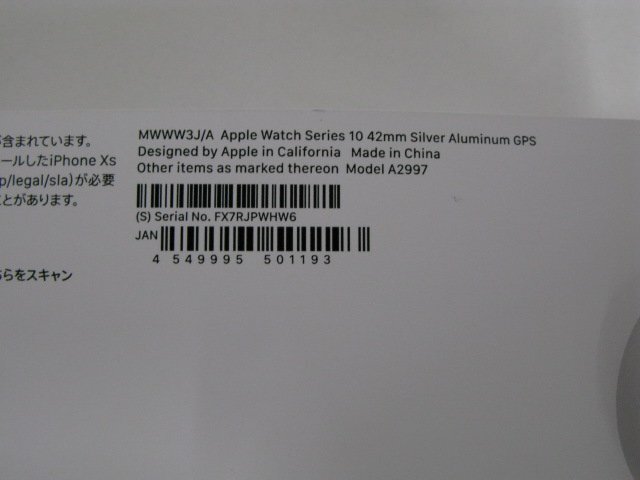 が含まれています。
ールしたiPhone Xs
p/legal/sla)が必要
ことがあります。
ちらをスキャン
MWWW3J/A Apple Watch Series 10 42mm Silver Aluminum GPS
Designed by Apple in California Made in China
Other items as marked thereon Model A2997
(S) Serial No. FX7RJPWHW6
JAN
4 549995 501193